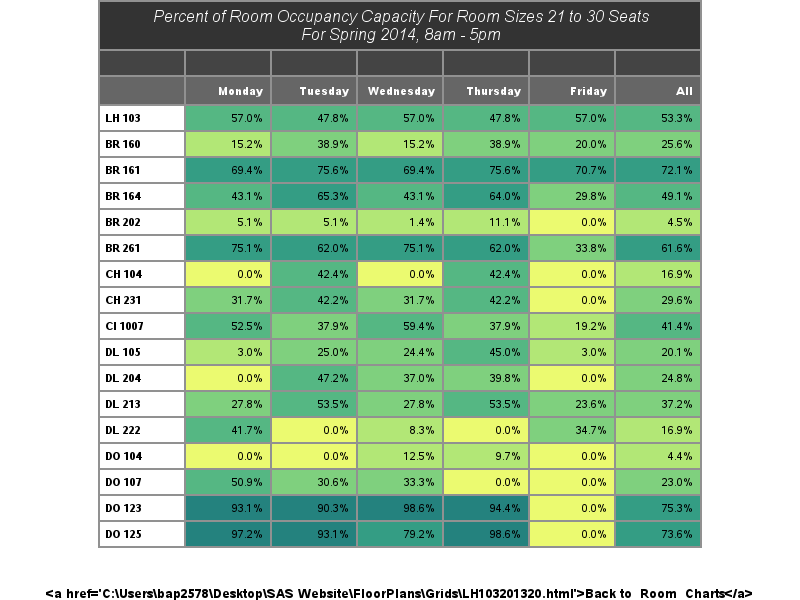 Percent of Room Occupancy Capacity For Room Sizes 21 to 30 Seats
For Spring 2014, 8am - 5pm
Monday Tuesday Wednesday Thursday Friday All
LH 103 57.0% 47.8% 57.0% 47.8% 57.0% 53.3%
BR 160 15.2% 38.9% 15.2% 38.9% 20.0% 25.6%
BR 161 69.4% 75.6% 69.4% 75.6% 70.7% 72.1%
BR 164 43.1% 65.3% 43.1% 64.0% 29.8% 49.1%
BR 202 5.1% 5.1% 1.4% 11.1% 0.0% 4.5%
BR 261 75.1% 62.0% 75.1% 62.0% 33.8% 61.6%
CH 104 0.0% 42.4% 0.0% 42.4% 0.0% 16.9%
CH 231 31.7% 42.2% 31.7% 42.2% 0.0% 29.6%
CI 1007 52.5% 37.9% 59.4% 37.9% 19.2% 41.4%
DL 105 3.0% 25.0% 24.4% 45.0% 3.0% 20.1%
DL 204 0.0% 47.2% 37.0% 39.8% 0.0% 24.8%
DL 213 27.8% 53.5% 27.8% 53.5% 23.6% 37.2%
DL 222 41.7% 0.0% 8.3% 0.0% 34.7% 16.9%
DO 104 0.0% 0.0% 12.5% 9.7% 0.0% 4.4%
DO 107 50.9% 30.6% 33.3% 0.0% 0.0% 23.0%
DO 123 93.1% 90.3% 98.6% 94.4% 0.0% 75.3%
DO 125 97.2% 93.1% 79.2% 98.6% 0.0% 73.6%
<a href='C:\Users\bap2578\Desktop\SAS Website\FloorPlans\Grids\LH103201320.html'>Back to Room Charts</a>